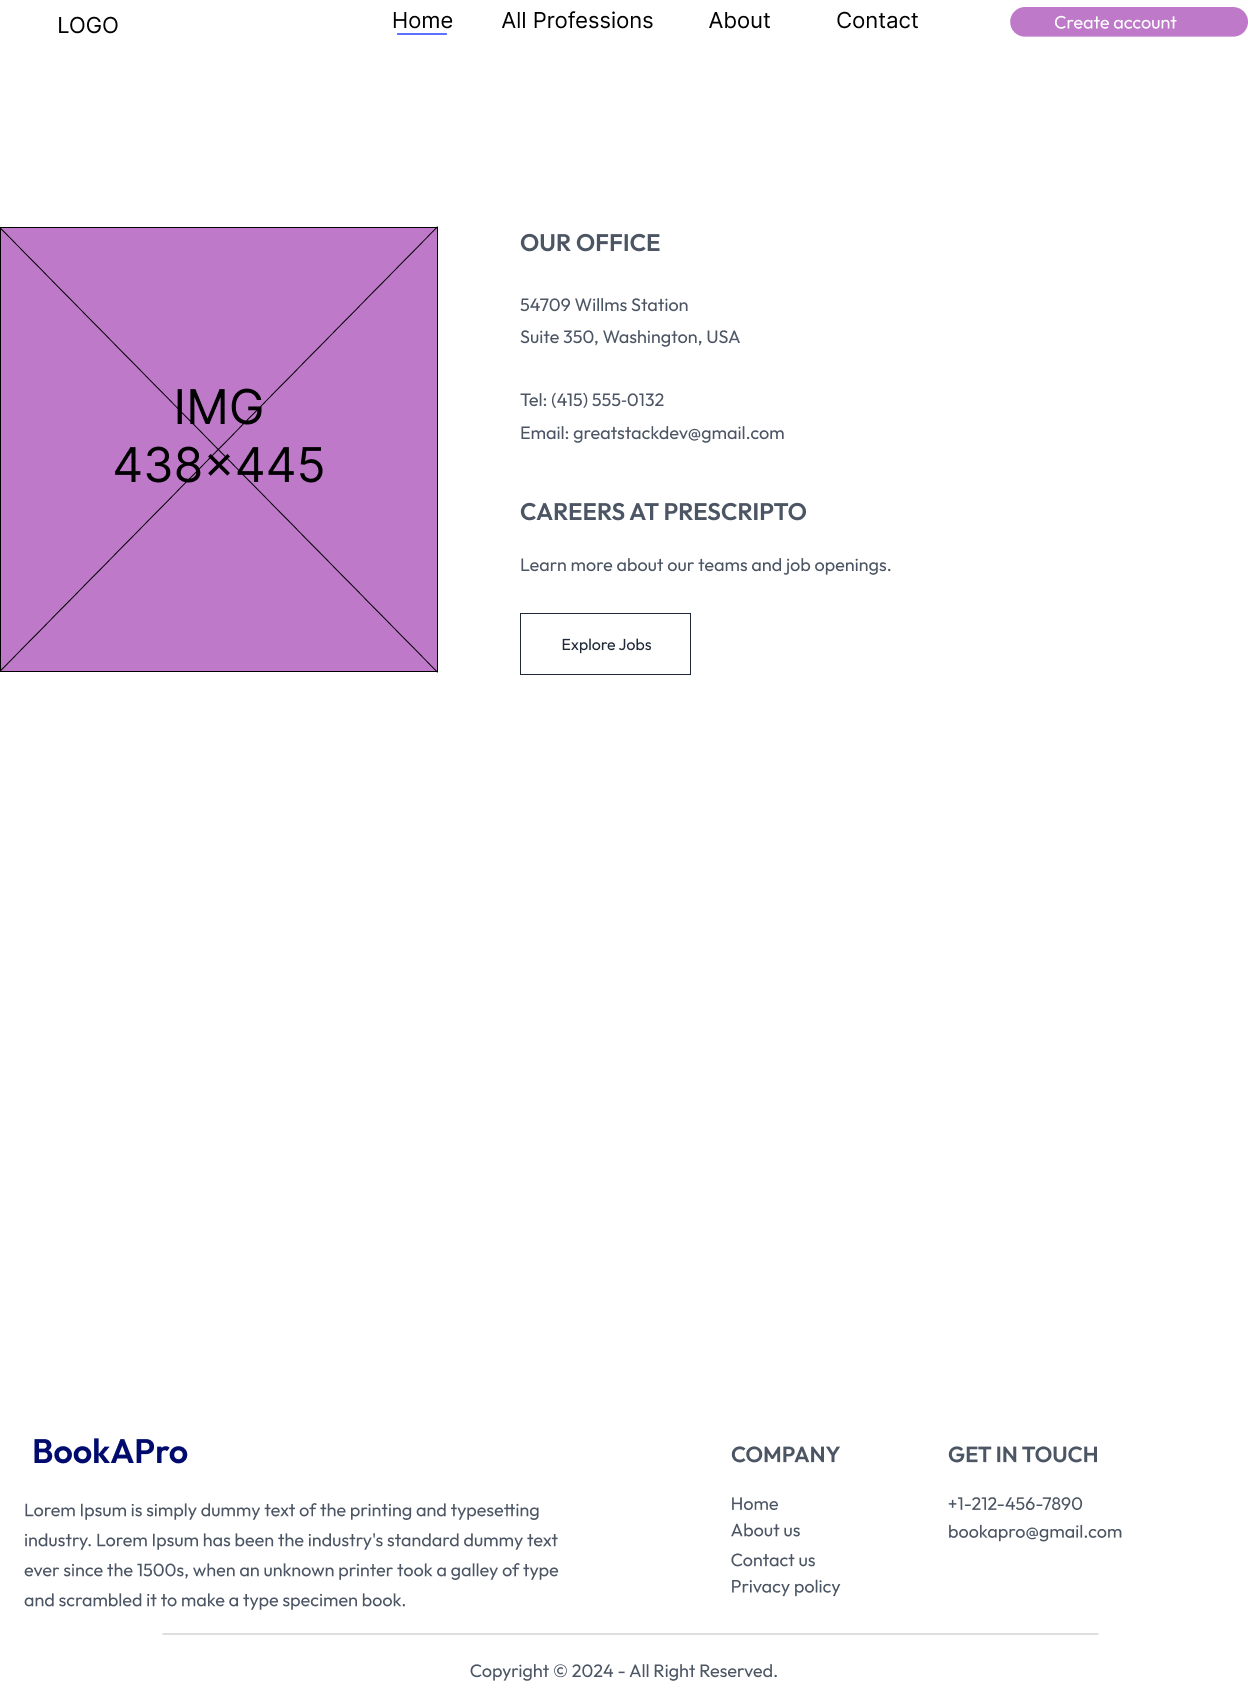 LOGO
Home
All Professions
About
Contact
Create account
IMG
438×445
OUR OFFICE
54709 Willms Station
Suite 350, Washington, USA
Tel: (415) 555-0132
Email: greatstackdev@gmail.com
CAREERS AT PRESCRIPTO
Learn more about our teams and job openings.
Explore Jobs
BookAPro
Lorem Ipsum is simply dummy text of the printing and typesetting
industry. Lorem Ipsum has been the industry's standard dummy text
ever since the 1500s, when an unknown printer took a galley of type
and scrambled it to make a type specimen book.
COMPANY
Home
About us
Contact us
Privacy policy
GET IN TOUCH
+1-212-456-7890
bookapro@gmail.com
Copyright © 2024 - All Right Reserved.